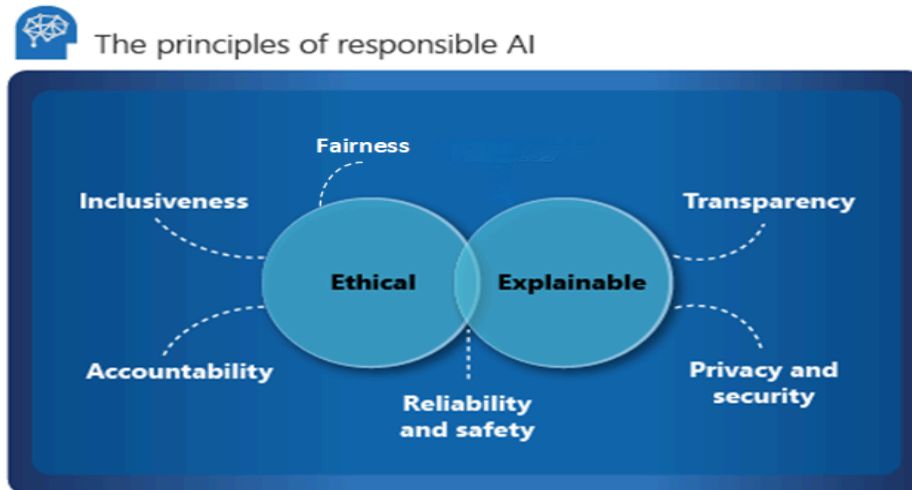 The principles of responsible AI
Fairness
Inclusiveness
Transparency
Ethical
Explainable
Accountability
Privacy and
security
Reliability
and safety